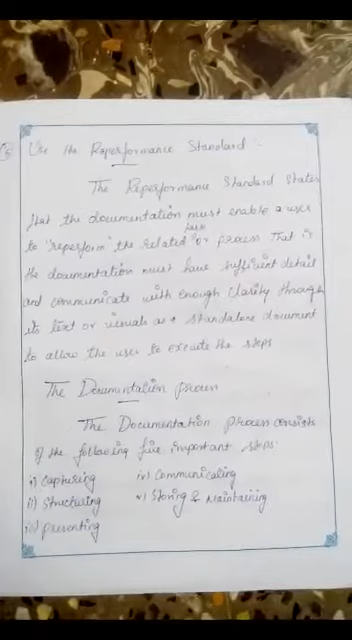 Use the Reperformance Standard :-
The Reperformance Standard States
that the documentation must enable a user
to "reperform" the related task or process That is
the documentation must have sufficient detail
and communicate with enough clarity through
its text or visuals as a standalone document
to allow the user to execute the steps
The Documentation process
The Documentation process consists
of the following five important steps
i) Capturing iv) Communicating
ii) Structuring v) Storing & Maintaining
iii) Presenting